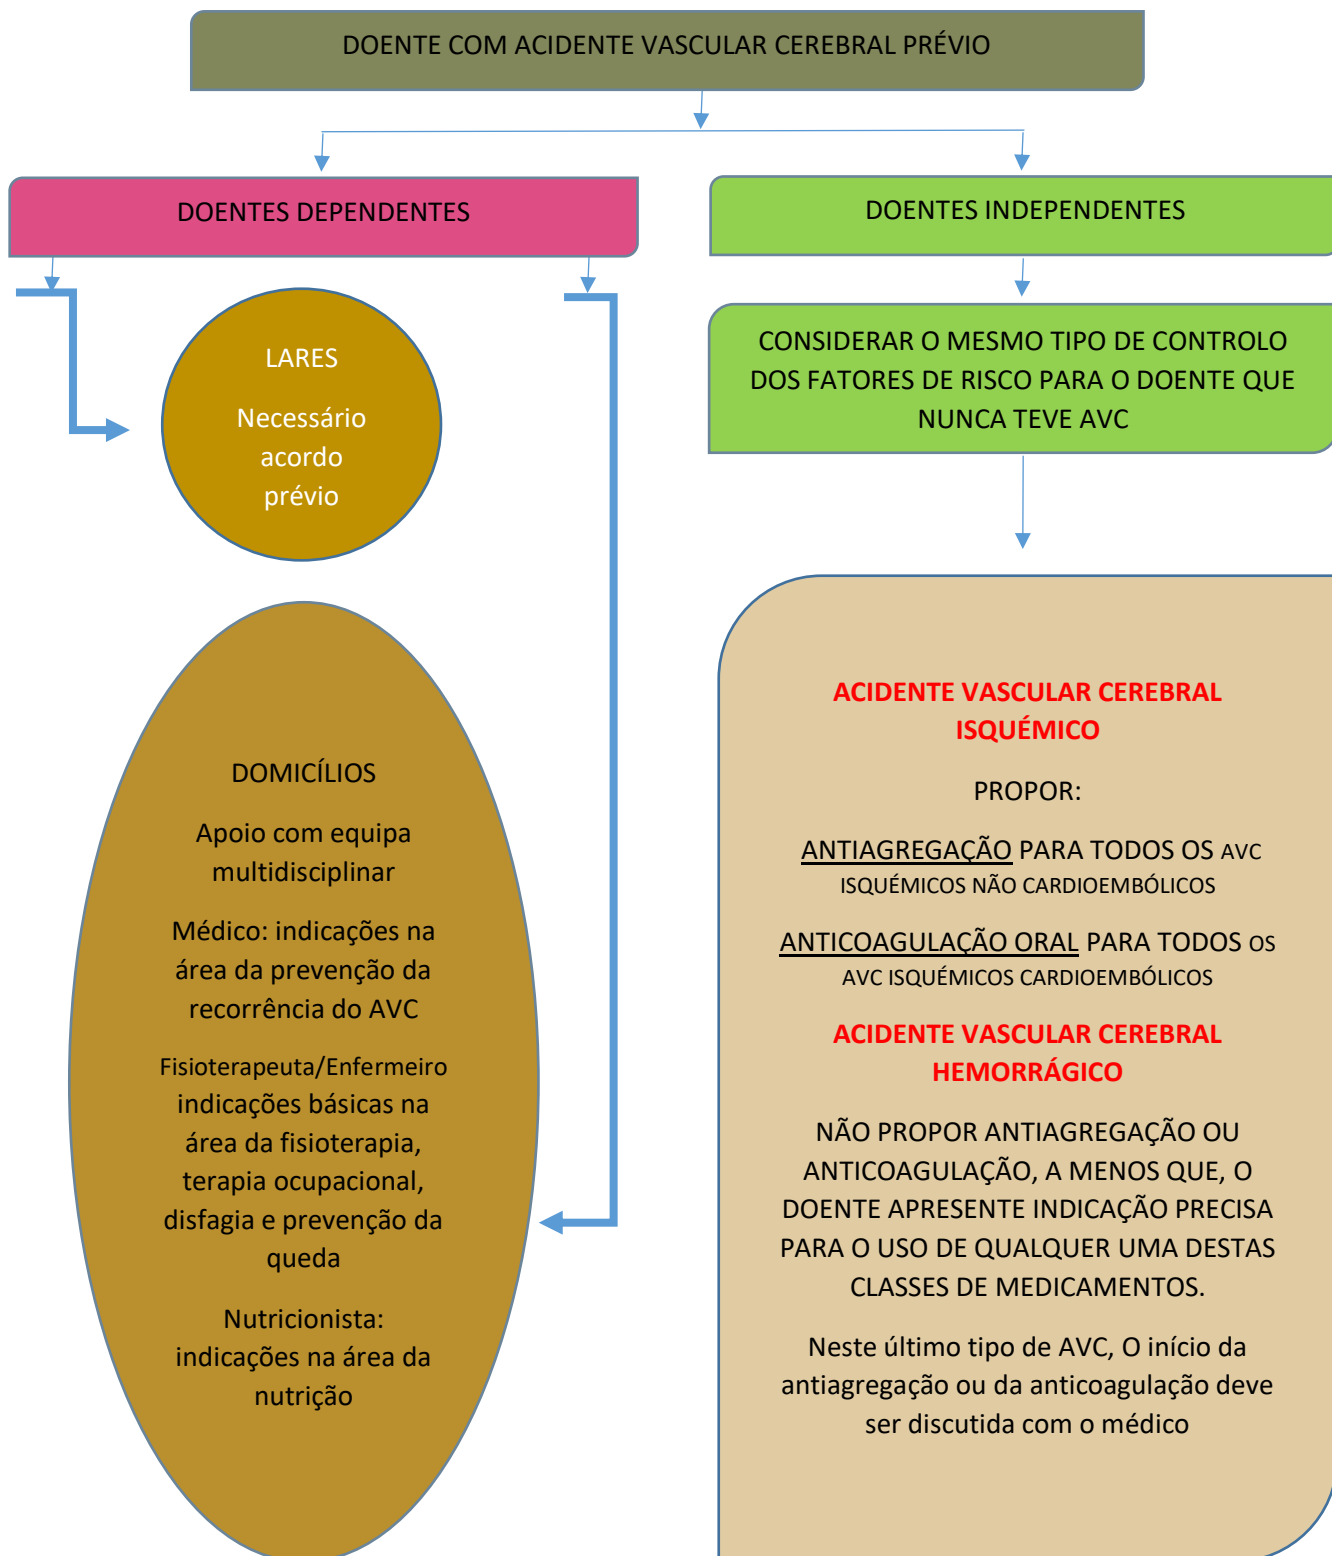 DOENTE COM ACIDENTE VASCULAR CEREBRAL PRÉVIO
DOENTES DEPENDENTES
LARES
Necessário
acordo
prévio
DOMICÍLIOS
Apoio com equipa
multidisciplinar
Médico: indicações na
área da prevenção da
recorrência do AVC
Fisioterapeuta/Enfermeiro
indicações básicas na
área da fisioterapia,
terapia ocupacional,
disfagia e prevenção da
queda
Nutricionista:
indicações na área da
nutrição
DOENTES INDEPENDENTES
CONSIDERAR O MESMO TIPO DE CONTROLO
DOS FATORES DE RISCO PARA O DOENTE QUE
NUNCA TEVE AVC
ACIDENTE VASCULAR CEREBRAL
ISQUÉMICO
PROPOR:
ANTIAGREGAÇÃO PARA TODOS OS AVC
ISQUÉMICOS NÃO CARDIOEMBÓLICOS
ANTICOAGULAÇÃO ORAL PARA TODOS OS
AVC ISQUÉMICOS CARDIOEMBÓLICOS
ACIDENTE VASCULAR CEREBRAL
HEMORRÁGICO
NÃO PROPOR ANTIAGREGAÇÃO OU
ANTICOAGULAÇÃO, A MENOS QUE, O
DOENTE APRESENTE INDICAÇÃO PRECISA
PARA O USO DE QUALQUER UMA DESTAS
CLASSES DE MEDICAMENTOS.
Neste último tipo de AVC, O início da
antiagregação ou da anticoagulação deve
ser discutida com o médico